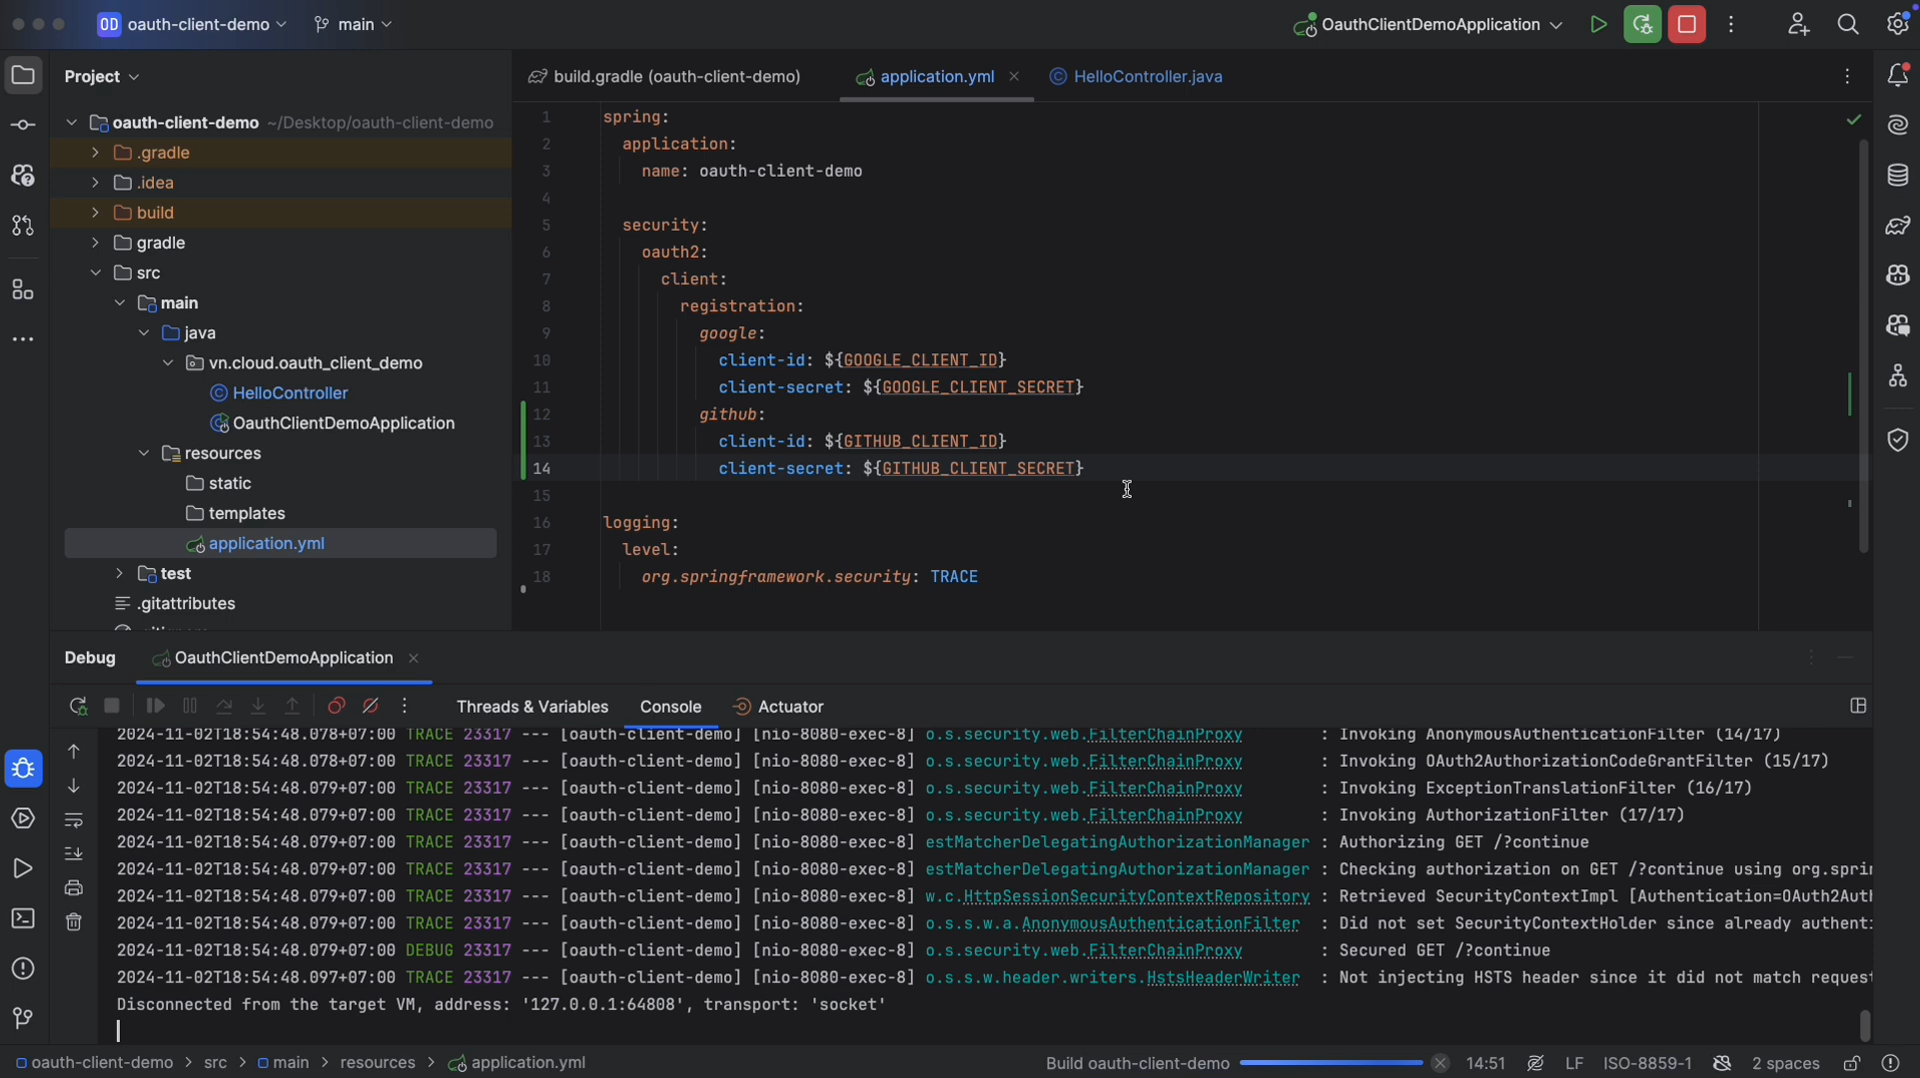 OD oauth-client-demo main OauthClientDemoApplication
Project
oauth-client-demo ~/Desktop/oauth-client-demo
.gradle
.idea
build
gradle
src
main
java
vn.cloud.oauth_client_demo
HelloController
OauthClientDemoApplication
resources
static
templates
application.yml
test
.gitattributes
build.gradle (oauth-client-demo) application.yml HelloController.java
1 spring:
2 application:
3 name: oauth-client-demo
4
5 security:
6 oauth2:
7 client:
8 registration:
9 google:
10 client-id: ${GOOGLE_CLIENT_ID}
11 client-secret: ${GOOGLE_CLIENT_SECRET}
12 github:
13 client-id: ${GITHUB_CLIENT_ID}
14 client-secret: ${GITHUB_CLIENT_SECRET}
15
16 logging:
17 level:
18 org.springframework.security: TRACE
Debug OauthClientDemoApplication
Threads & Variables Console Actuator
2024-11-02T18:54:48.078+07:00 TRACE 23317 --- [oauth-client-demo] [nio-8080-exec-8] o.s.security.web.FilterChainProxy : Invoking AnonymousAuthenticationFilter (14/17)
2024-11-02T18:54:48.078+07:00 TRACE 23317 --- [oauth-client-demo] [nio-8080-exec-8] o.s.security.web.FilterChainProxy : Invoking OAuth2AuthorizationCodeGrantFilter (15/17)
2024-11-02T18:54:48.079+07:00 TRACE 23317 --- [oauth-client-demo] [nio-8080-exec-8] o.s.security.web.FilterChainProxy : Invoking ExceptionTranslationFilter (16/17)
2024-11-02T18:54:48.079+07:00 TRACE 23317 --- [oauth-client-demo] [nio-8080-exec-8] o.s.security.web.FilterChainProxy : Invoking AuthorizationFilter (17/17)
2024-11-02T18:54:48.079+07:00 TRACE 23317 --- [oauth-client-demo] [nio-8080-exec-8] estMatcherDelegatingAuthorizationManager : Authorizing GET /?continue
2024-11-02T18:54:48.079+07:00 TRACE 23317 --- [oauth-client-demo] [nio-8080-exec-8] estMatcherDelegatingAuthorizationManager : Checking authorization on GET /?continue using org.sprin
2024-11-02T18:54:48.079+07:00 TRACE 23317 --- [oauth-client-demo] [nio-8080-exec-8] w.c.HttpSessionSecurityContextRepository : Retrieved SecurityContextImpl [Authentication=OAuth2Auth
2024-11-02T18:54:48.079+07:00 TRACE 23317 --- [oauth-client-demo] [nio-8080-exec-8] o.s.s.w.a.AnonymousAuthenticationFilter : Did not set SecurityContextHolder since already authenti
2024-11-02T18:54:48.079+07:00 DEBUG 23317 --- [oauth-client-demo] [nio-8080-exec-8] o.s.security.web.FilterChainProxy : Secured GET /?continue
2024-11-02T18:54:48.097+07:00 TRACE 23317 --- [oauth-client-demo] [nio-8080-exec-8] o.s.s.w.header.writers.HstsHeaderWriter : Not injecting HSTS header since it did not match request
Disconnected from the target VM, address: '127.0.0.1:64808', transport: 'socket'
oauth-client-demo > src > main > resources > application.yml Build oauth-client-demo 14:51 LF ISO-8859-1 2 spaces